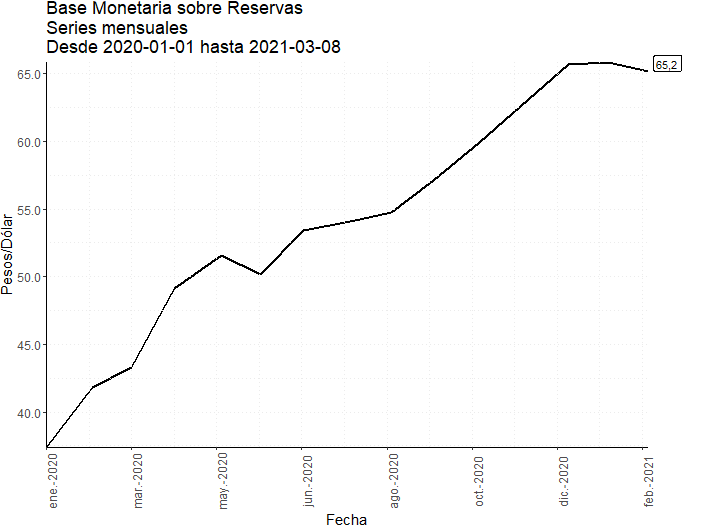 Base Monetaria sobre Reservas
Series mensuales
Desde 2020-01-01 hasta 2021-03-08
65,2
65.0
60.0
55.0
50.0
45.0
40.0
Pesos/Dólar
ene.-2020
mar.-2020
may.-2020
jun.-2020
ago.-2020
oct.-2020
dic.-2020
feb.-2021
Fecha